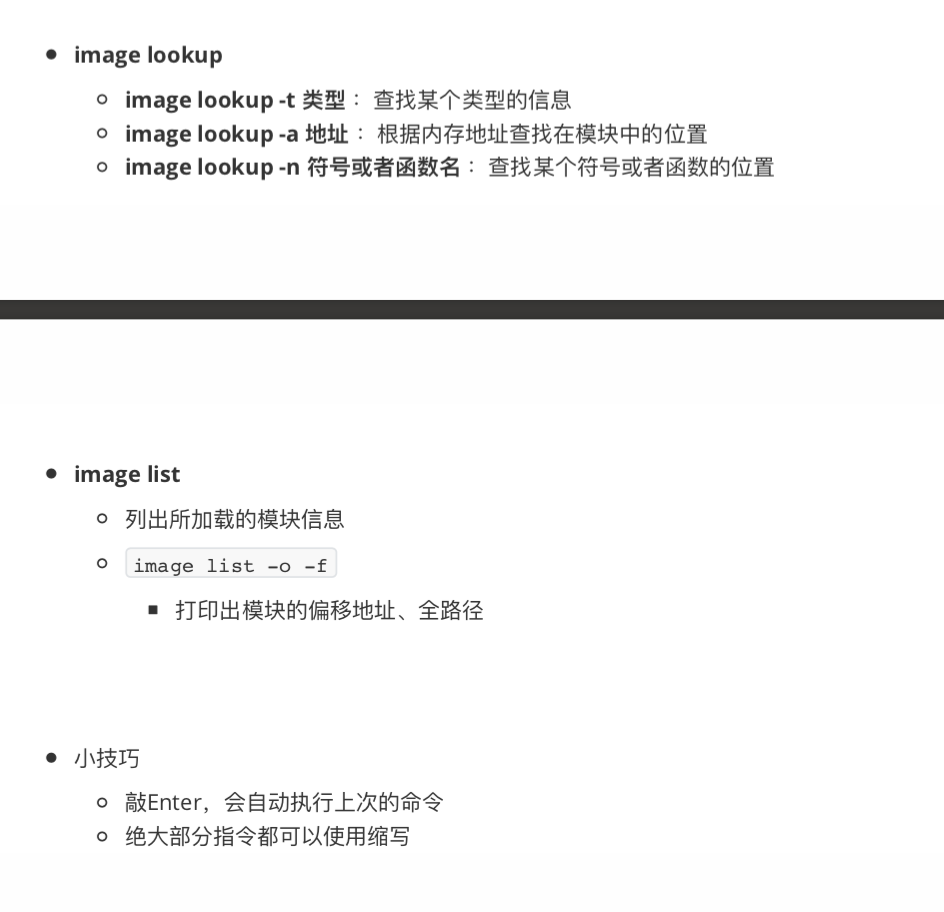 image lookup
image lookup -t 类型： 查找某个类型的信息
image lookup -a 地址： 根据内存地址查找在模块中的位置
image lookup -n 符号或者函数名： 查找某个符号或者函数的位置
image list
列出所加载的模块信息
image list -o -f
打印出模块的偏移地址、全路径
小技巧
敲Enter，会自动执行上次的命令
绝大部分指令都可以使用缩写